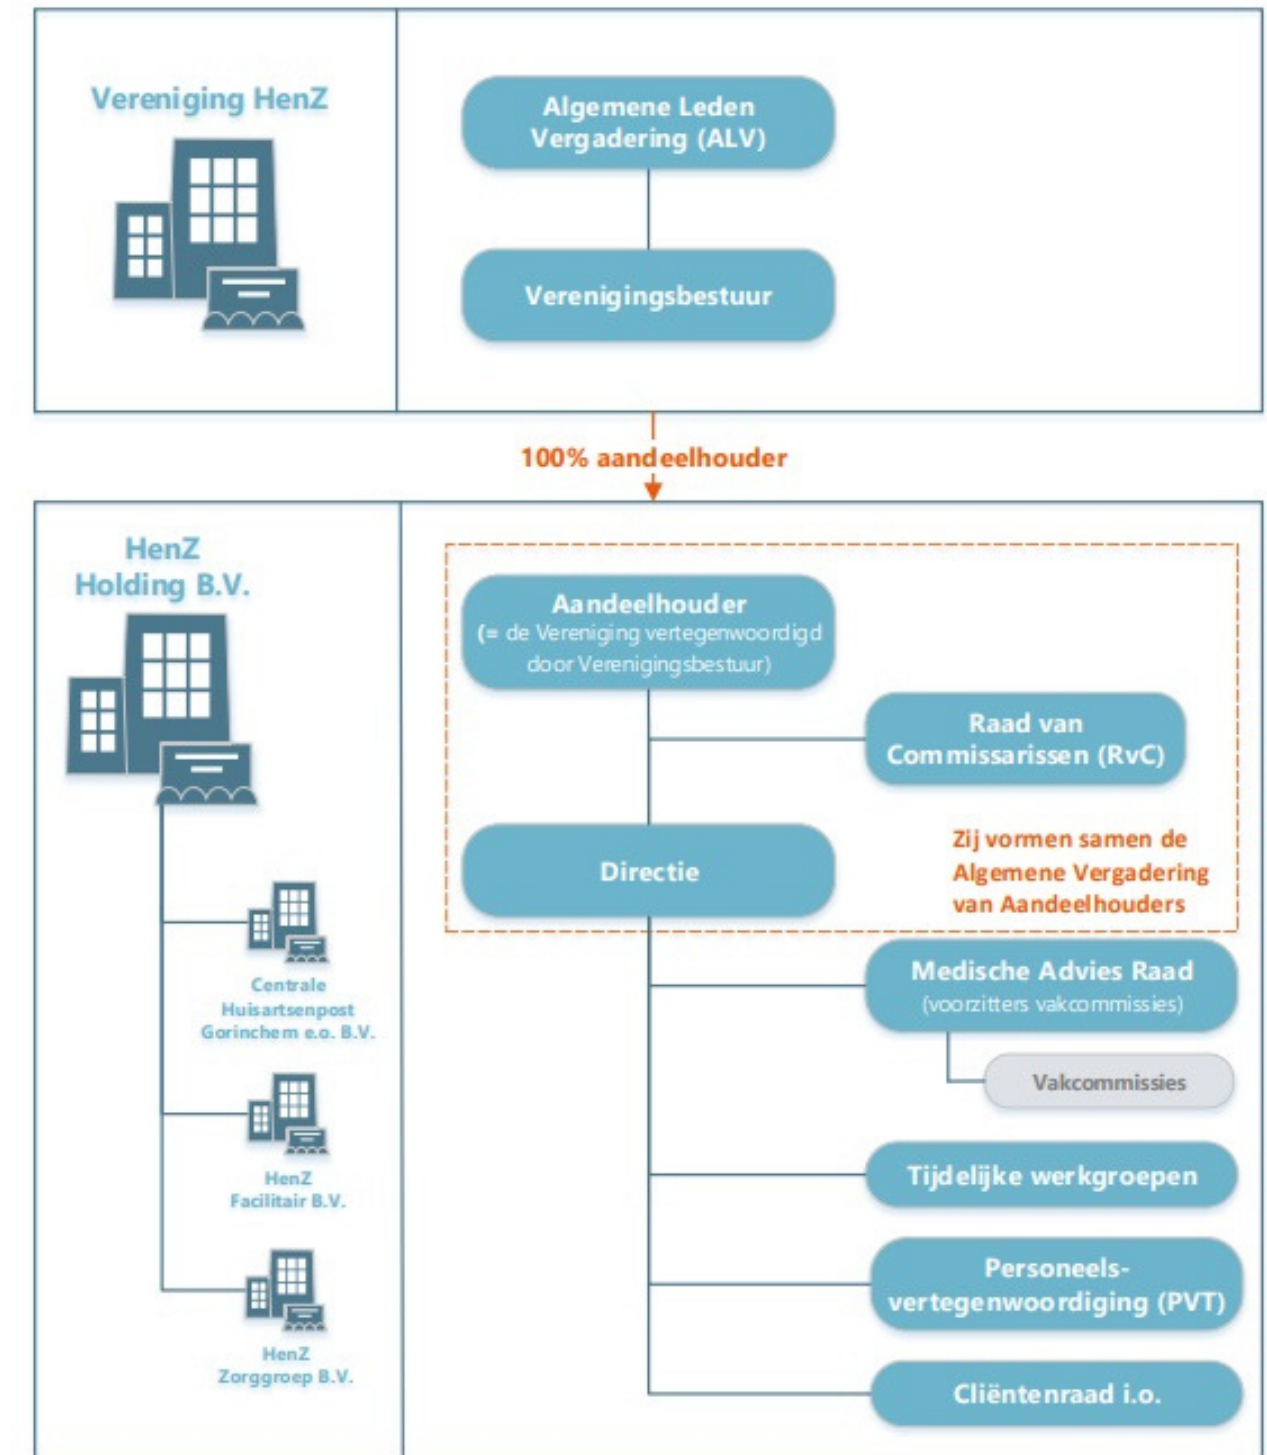 Vereniging HenZ
Algemene Leden
Vergadering (ALV)
Verenigingsbestuur
100% aandeelhouder
HenZ
Holding B.V.
Aandeelhouder
(= de Vereniging vertegenwoordigd
door Verenigingsbestuur)
Raad van
Commissarissen (RvC)
Directie
Zij vormen samen de
Algemene Vergadering
van Aandeelhouders
Centrale
Huisartsenpost
Gorinchem e.o. B.V.
HenZ
Facilitair B.V.
HenZ
Zorggroep B.V.
Medische Advies Raad
(voorzitters vakcommissies)
Vakcommissies
Tijdelijke werkgroepen
Personeels-
vertegenwoordiging (PVT)
Cliëntenraad i.o.